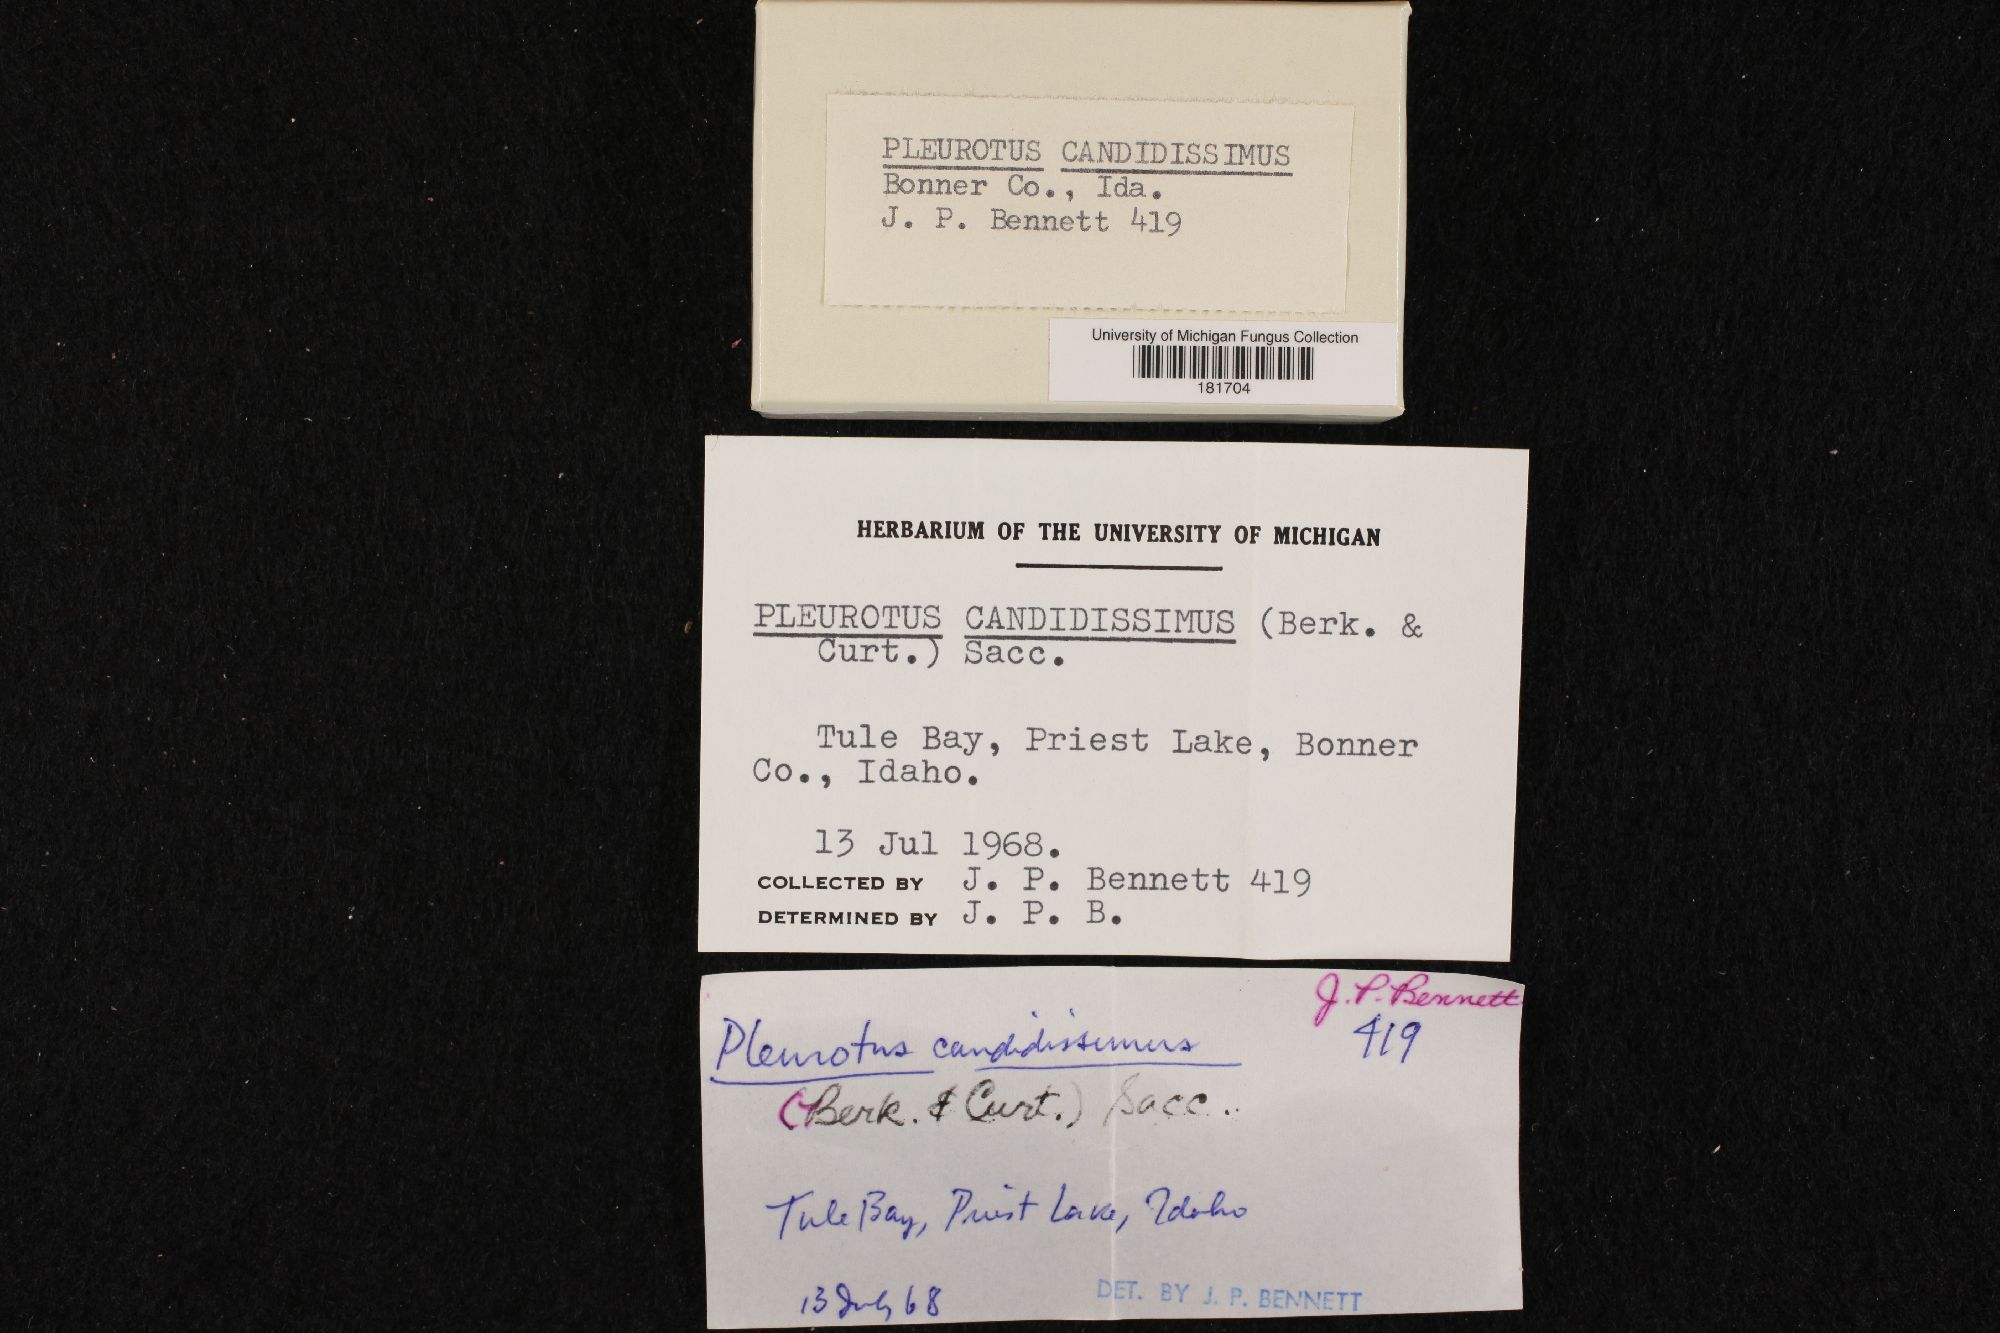 PLEUROTUS CANDIDISSIMUS
Bonner Co., Ida.
J. P. Bennett 419
University of Michigan Fungus Collection
181704
HERBARIUM OF THE UNIVERSITY OF MICHIGAN
PLEUROTUS CANDIDISSIMUS (Berk. &
Curt.) Sacc.
Tule Bay, Priest Lake, Bonner
Co., Idaho.
13 Jul 1968.
COLLECTED BY J. P. Bennett 419
DETERMINED BY J. P. B.
J. P. Bennett
419
Pleurotus candidissimus
(Berk. & Curt.) Sacc..
Tule Bay, Priest Lake, Idaho
13 July 68
DET. BY J. P. BENNETT